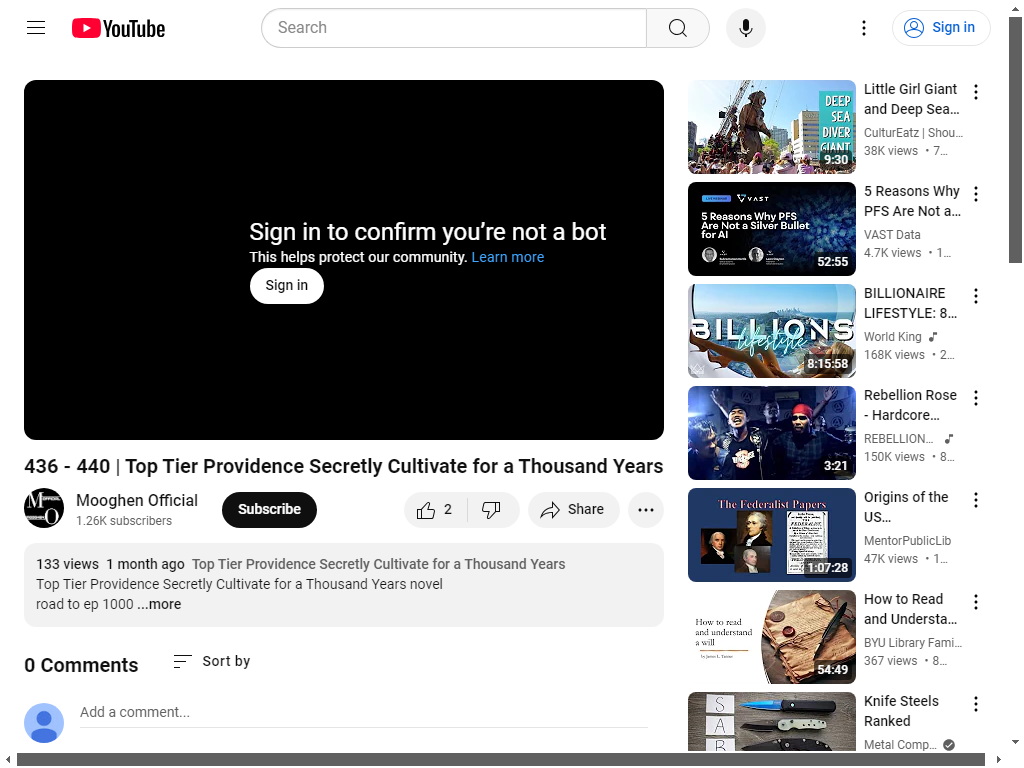 YouTube
Search
Sign in
Sign in to confirm you're not a bot
This helps protect our community. Learn more
Sign in
436 - 440 | Top Tier Providence Secretly Cultivate for a Thousand Years
Mooghen Official
1.26K subscribers
Subscribe
2
Share
133 views 1 month ago Top Tier Providence Secretly Cultivate for a Thousand Years
Top Tier Providence Secretly Cultivate for a Thousand Years novel
road to ep 1000 ...more
0 Comments
Sort by
Add a comment...
DEEP
SEA
DIVER
GIANT
9:30
Little Girl Giant
and Deep Sea...
CulturEatz | Shou...
38K views • 7...
VAST
5 Reasons Why PFS
Are Not a Silver Bullet
for AI
52:55
5 Reasons Why
PFS Are Not a...
VAST Data
4.7K views • 1...
BILLIONS
lifestyle
8:15:58
BILLIONAIRE
LIFESTYLE: 8...
World King
168K views • 2...
3:21
Rebellion Rose
- Hardcore...
REBELLION...
150K views • 8...
The Federalist Papers
1:07:28
Origins of the
US...
MentorPublicLib
47K views • 1...
How to read
and understand
a will
by James L. Tanner
54:49
How to Read
and Understa...
BYU Library Fami...
367 views • 8...
S
A
B
Knife Steels
Ranked
Metal Comp...